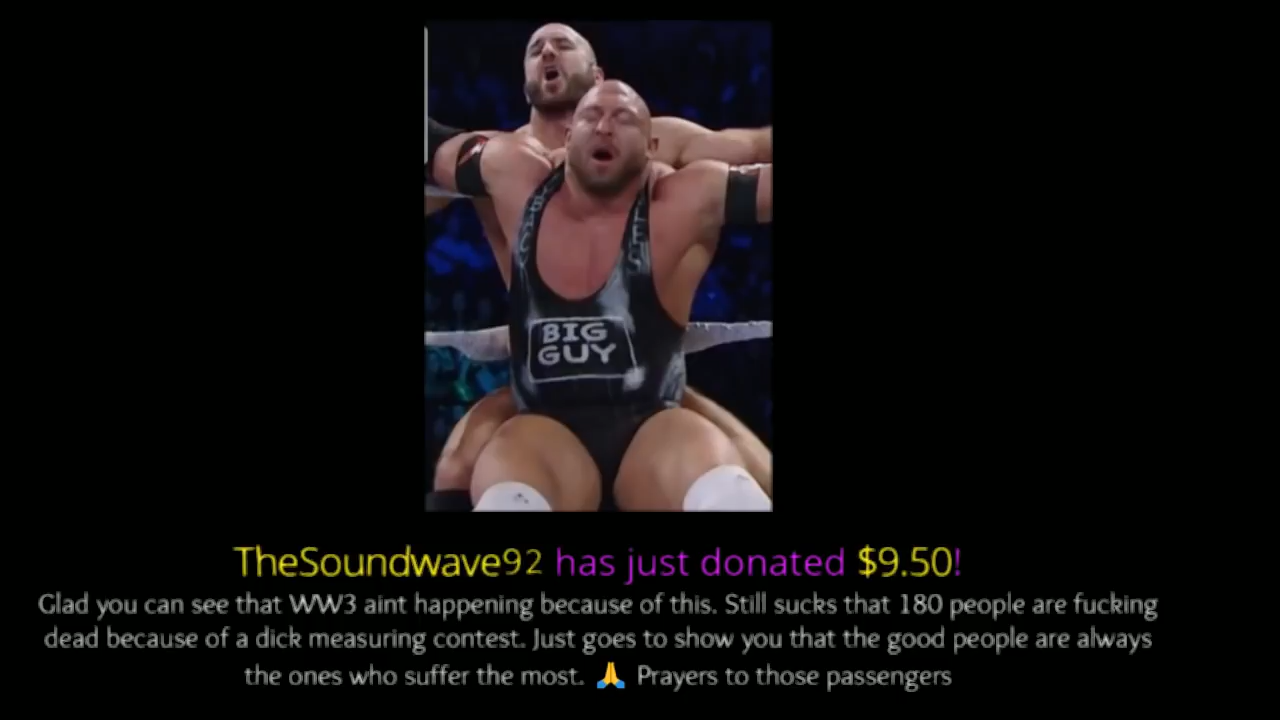 BIG
GUY
TheSoundwave92 has just donated $9.50!
Glad you can see that WW3 aint happening because of this. Still sucks that 180 people are fucking
dead because of a dick measuring contest. Just goes to show you that the good people are always
the ones who suffer the most. 🙏 Prayers to those passengers